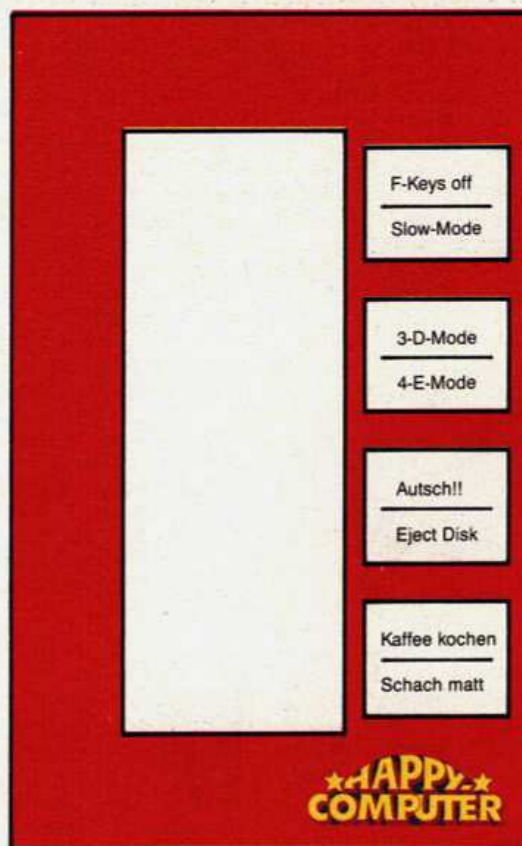 F-Keys off
Slow-Mode
3-D-Mode
4-E-Mode
Autsch!!
Eject Disk
Kaffee kochen
Schach matt
HAPPY
COMPUTER